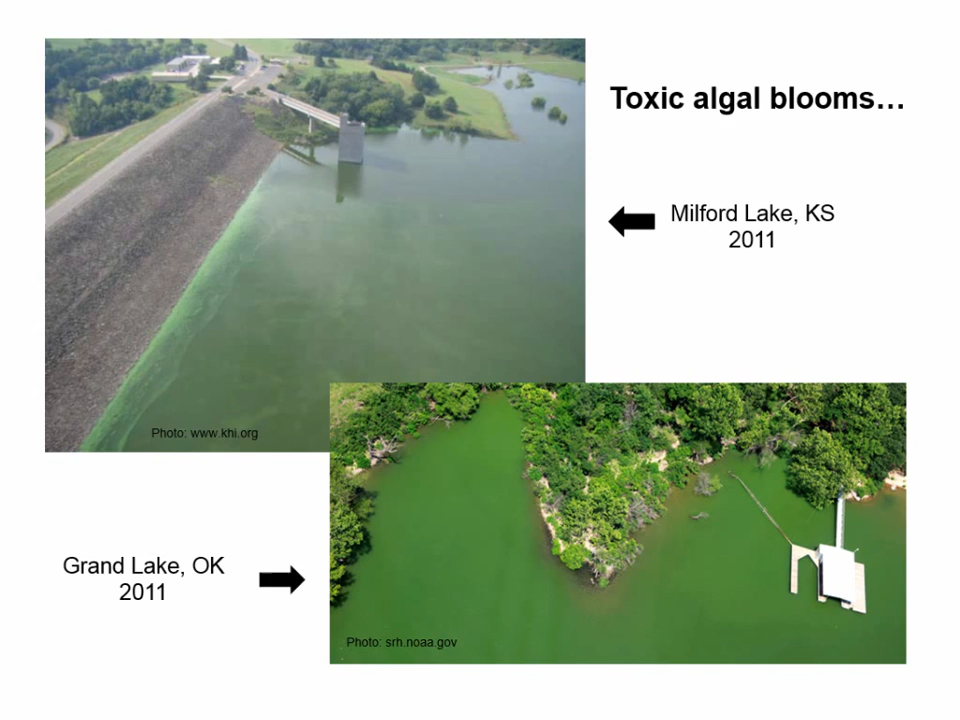 Toxic algal blooms…
Milford Lake, KS
2011
Photo: www.khi.org
Grand Lake, OK
2011
Photo: srh.noaa.gov